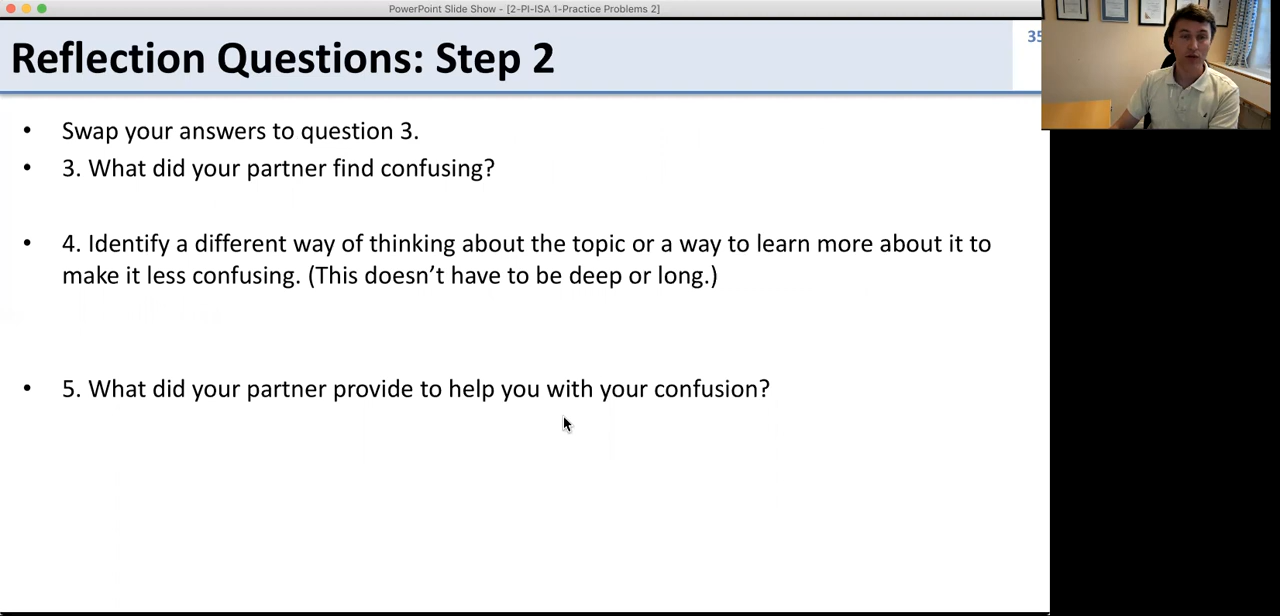 PowerPoint Slide Show - [2-PI-ISA 1-Practice Problems 2]
Reflection Questions: Step 2
35
• Swap your answers to question 3.
• 3. What did your partner find confusing?
• 4. Identify a different way of thinking about the topic or a way to learn more about it to
make it less confusing. (This doesn’t have to be deep or long.)
• 5. What did your partner provide to help you with your confusion?